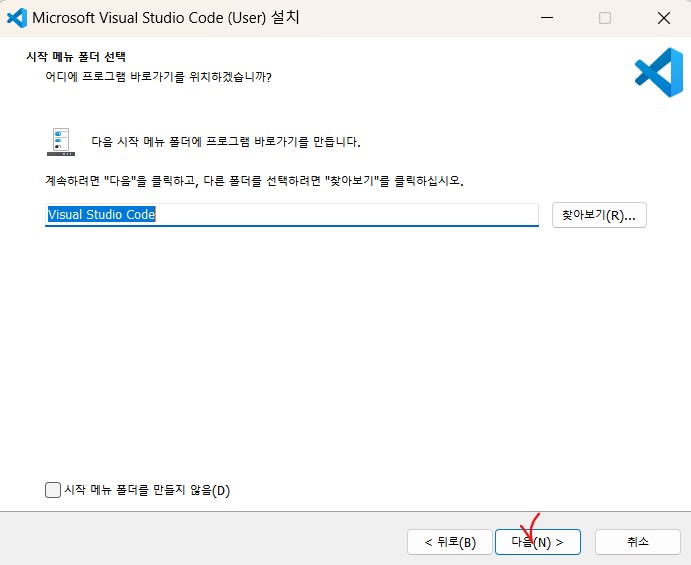 Microsoft Visual Studio Code (User) 설치
시작 메뉴 폴더 선택
어디에 프로그램 바로가기를 위치하겠습니까?
다음 시작 메뉴 폴더에 프로그램 바로가기를 만듭니다.
계속하려면 "다음"을 클릭하고, 다른 폴더를 선택하려면 "찾아보기"를 클릭하십시오.
Visual Studio Code
찾아보기(R)...
시작 메뉴 폴더를 만들지 않음(D)
< 뒤로(B)
다음(N) >
취소